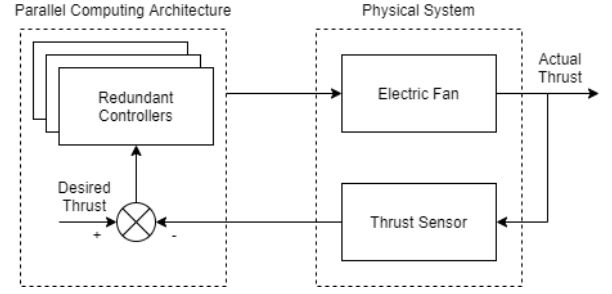 Parallel Computing Architecture
Physical System
Redundant
Controllers
Electric Fan
Actual
Thrust
Desired
Thrust
+
-
Thrust Sensor